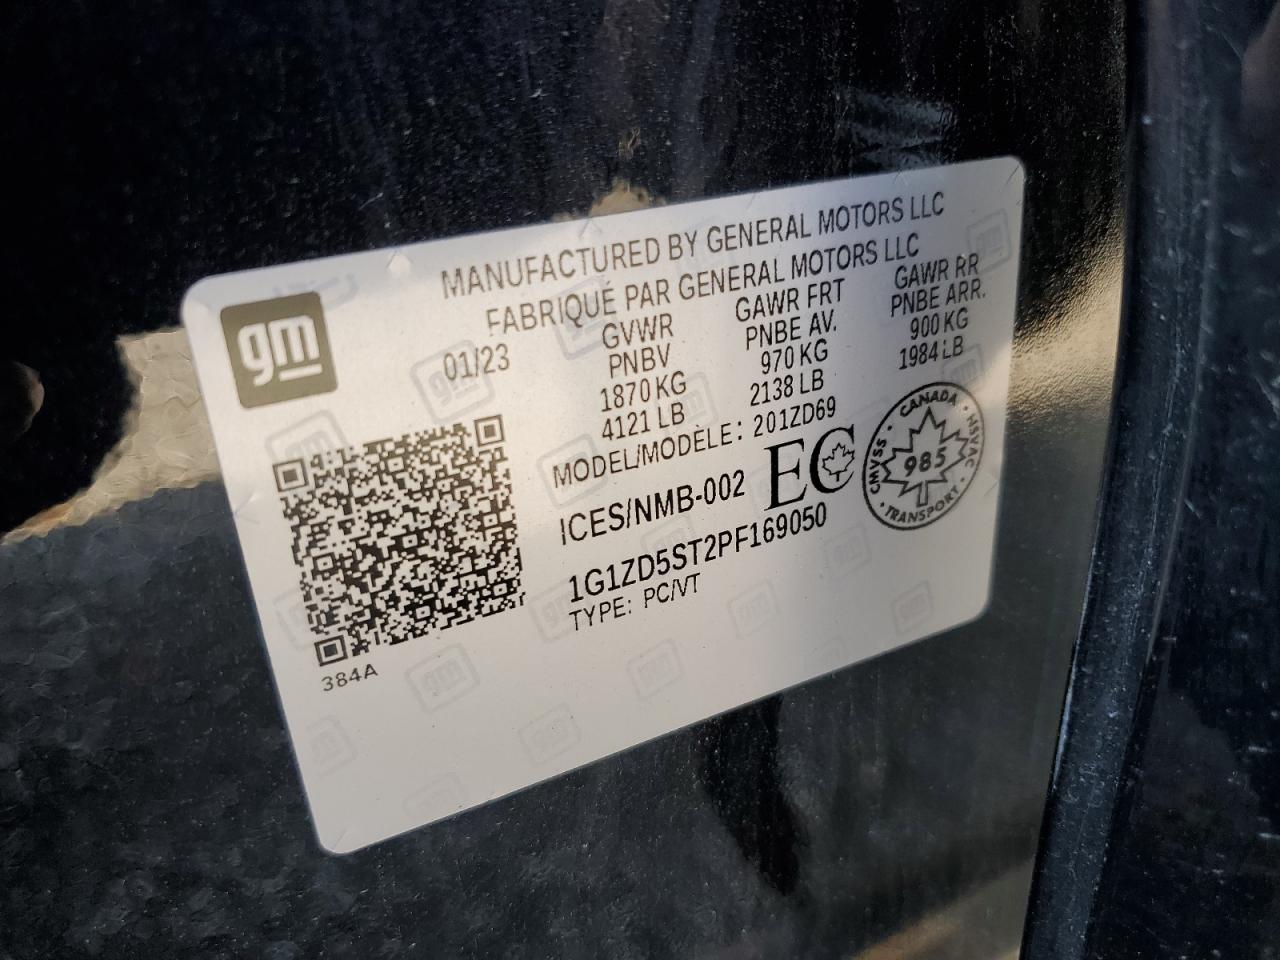 gm
MANUFACTURED BY GENERAL MOTORS LLC
FABRIQUÉ PAR GENERAL MOTORS LLC
01/23
GVWR GAWR FRT GAWR RR
PNBV PNBE AV. PNBE ARR.
1870 KG 970 KG 900 KG
4121 LB 2138 LB 1984 LB
MODEL/MODÈLE: 201ZD69
ICES/NMB-002 EC
CANADA
CMVSS · NSVAC
985
TRANSPORT
1G1ZD5ST2PF169050
TYPE: PC/VT
384A